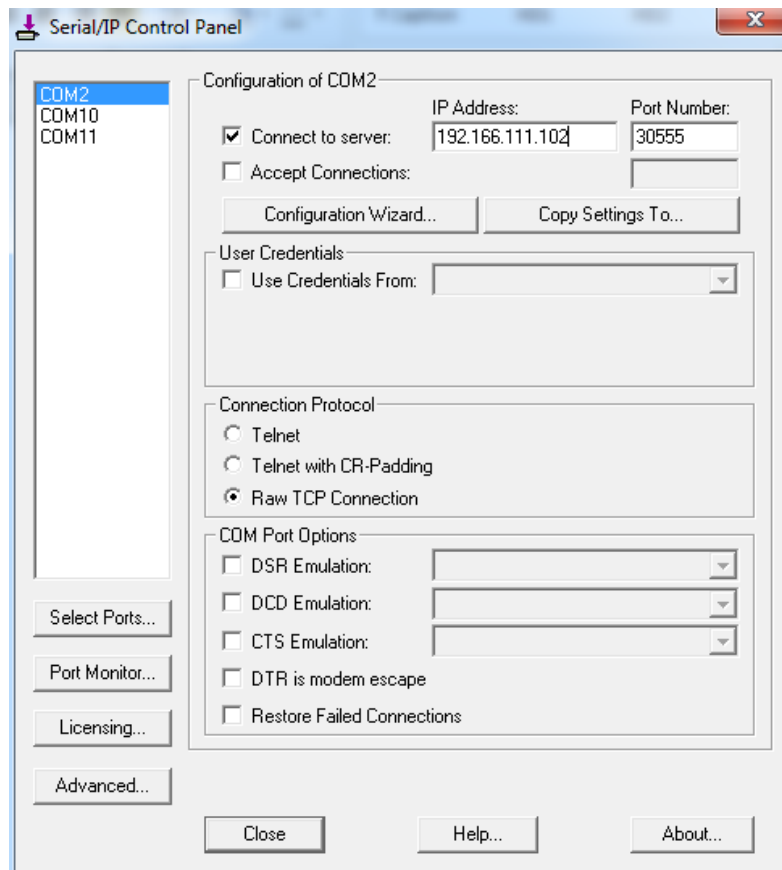 Serial/IP Control Panel
COM2
COM10
COM11
Configuration of COM2
IP Address:
Port Number:
Connect to server:
192.166.111.102
30555
Accept Connections:
Configuration Wizard...
Copy Settings To...
User Credentials
Use Credentials From:
Connection Protocol
Telnet
Telnet with CR-Padding
Raw TCP Connection
COM Port Options
DSR Emulation:
DCD Emulation:
CTS Emulation:
DTR is modem escape
Restore Failed Connections
Select Ports...
Port Monitor...
Licensing...
Advanced...
Close
Help...
About...